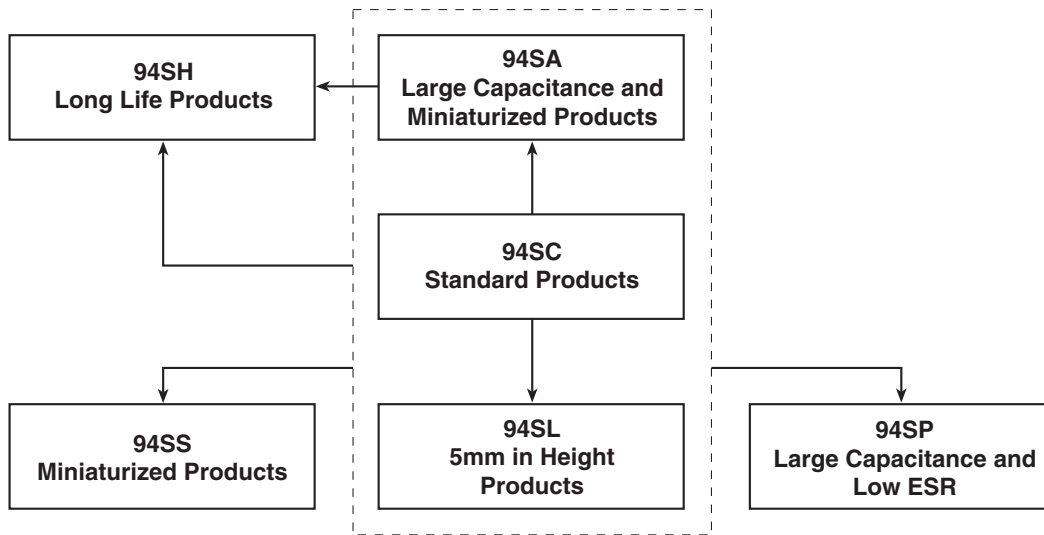 94SH
Long Life Products
94SA
Large Capacitance and
Miniaturized Products
94SC
Standard Products
94SS
Miniaturized Products
94SL
5mm in Height
Products
94SP
Large Capacitance and
Low ESR